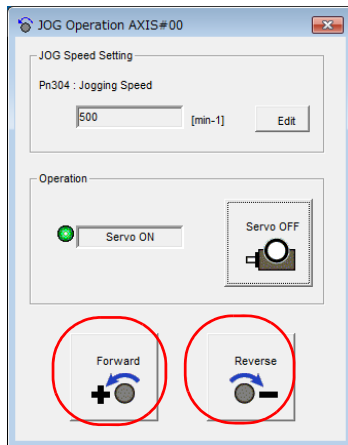 JOG Operation AXIS#00
JOG Speed Setting
Pn304 : Jogging Speed
500 [min-1] Edit
Operation
Servo ON
Servo OFF
Forward
Reverse